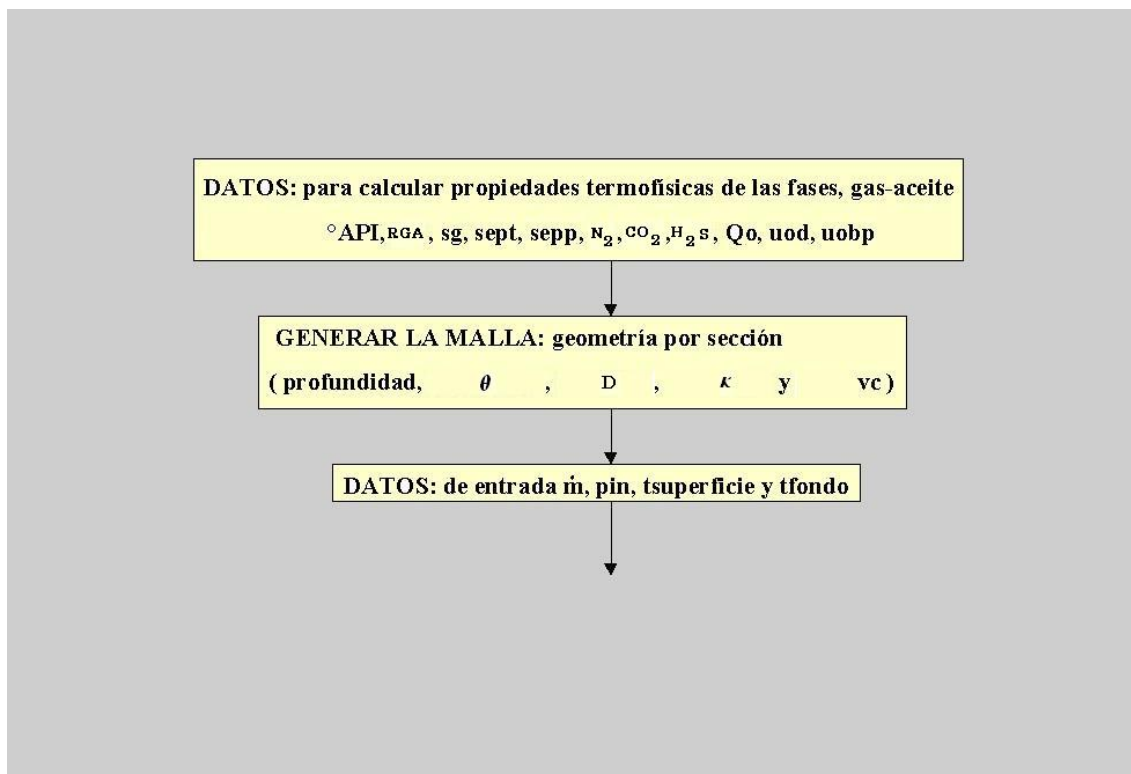 DATOS: para calcular propiedades termofísicas de las fases, gas-aceite
°API,RGA, sg, sept, sepp, N₂,CO₂,H₂S, Qo, uod, uobp
GENERAR LA MALLA: geometría por sección
( profundidad, θ , D , κ y vc )
DATOS: de entrada ṁ, pin, tsuperficie y tfondo